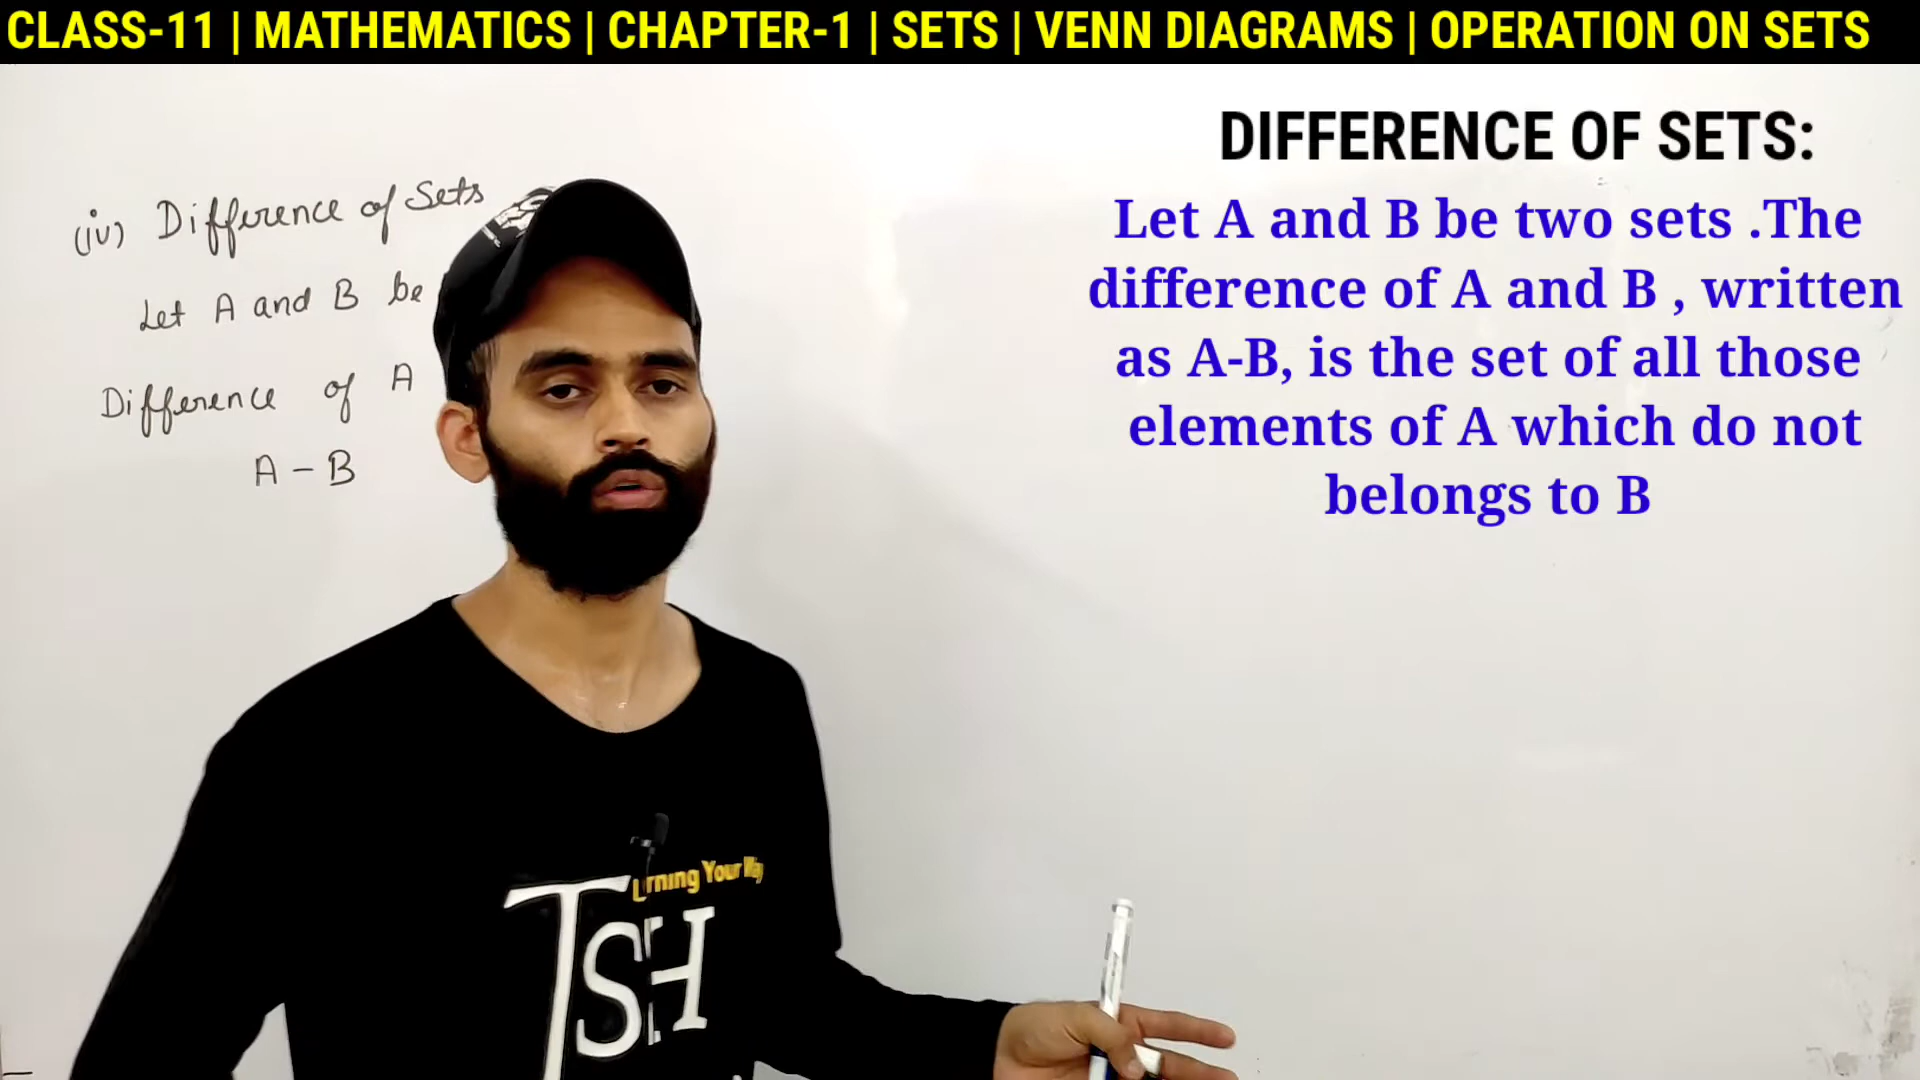 CLASS-11 | MATHEMATICS | CHAPTER-1 | SETS | VENN DIAGRAMS | OPERATION ON SETS
(iv) Difference of Sets
Let A and B be
Difference of A
A - B
DIFFERENCE OF SETS:
Let A and B be two sets .The
difference of A and B , written
as A-B, is the set of all those
elements of A which do not
belongs to B
Your Way
TSH